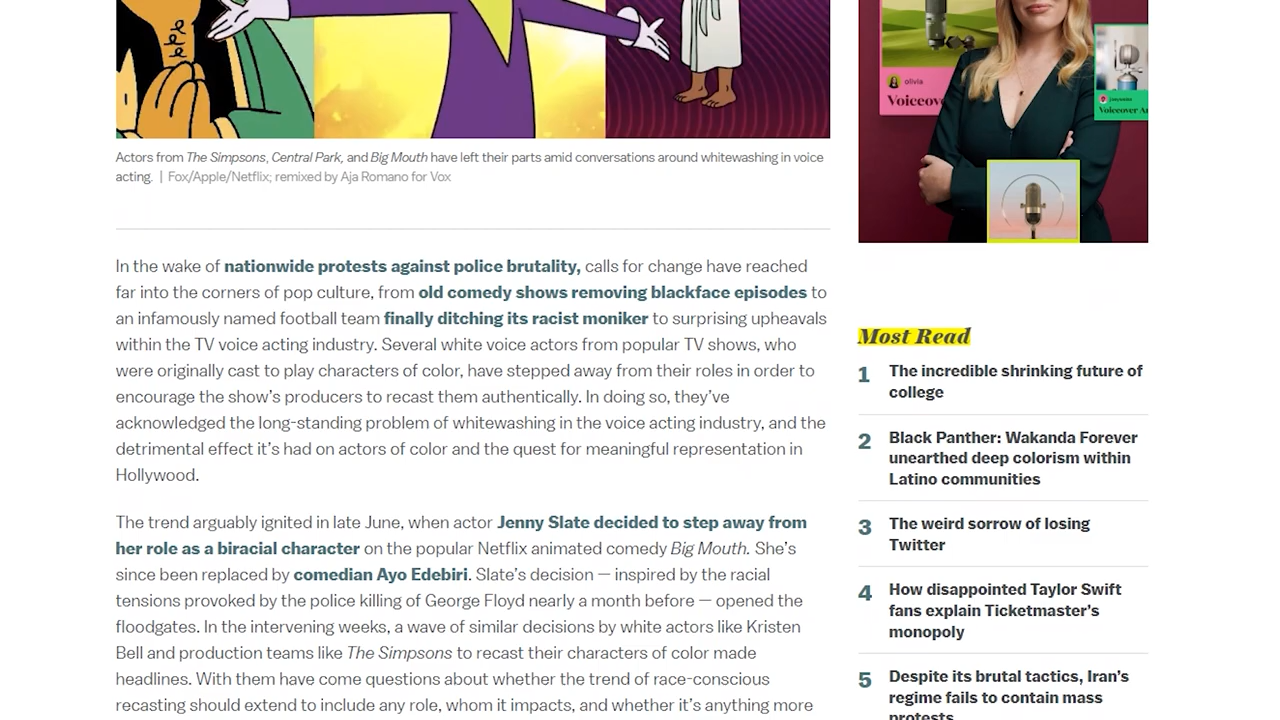 Actors from The Simpsons, Central Park, and Big Mouth have left their parts amid conversations around whitewashing in voice
acting. | Fox/Apple/Netflix; remixed by Aja Romano for Vox
In the wake of nationwide protests against police brutality, calls for change have reached
far into the corners of pop culture, from old comedy shows removing blackface episodes to
an infamously named football team finally ditching its racist moniker to surprising upheavals
within the TV voice acting industry. Several white voice actors from popular TV shows, who
were originally cast to play characters of color, have stepped away from their roles in order to
encourage the show's producers to recast them authentically. In doing so, they've
acknowledged the long-standing problem of whitewashing in the voice acting industry, and the
detrimental effect it's had on actors of color and the quest for meaningful representation in
Hollywood.
The trend arguably ignited in late June, when actor Jenny Slate decided to step away from
her role as a biracial character on the popular Netflix animated comedy Big Mouth. She's
since been replaced by comedian Ayo Edebiri. Slate's decision — inspired by the racial
tensions provoked by the police killing of George Floyd nearly a month before — opened the
floodgates. In the intervening weeks, a wave of similar decisions by white actors like Kristen
Bell and production teams like The Simpsons to recast their characters of color made
headlines. With them have come questions about whether the trend of race-conscious
recasting should extend to include any role, whom it impacts, and whether it's anything more
olivia
Voiceov
Voiceover Ar
Most Read
1 The incredible shrinking future of
college
2 Black Panther: Wakanda Forever
unearthed deep colorism within
Latino communities
3 The weird sorrow of losing
Twitter
4 How disappointed Taylor Swift
fans explain Ticketmaster's
monopoly
5 Despite its brutal tactics, Iran's
regime fails to contain mass
protests